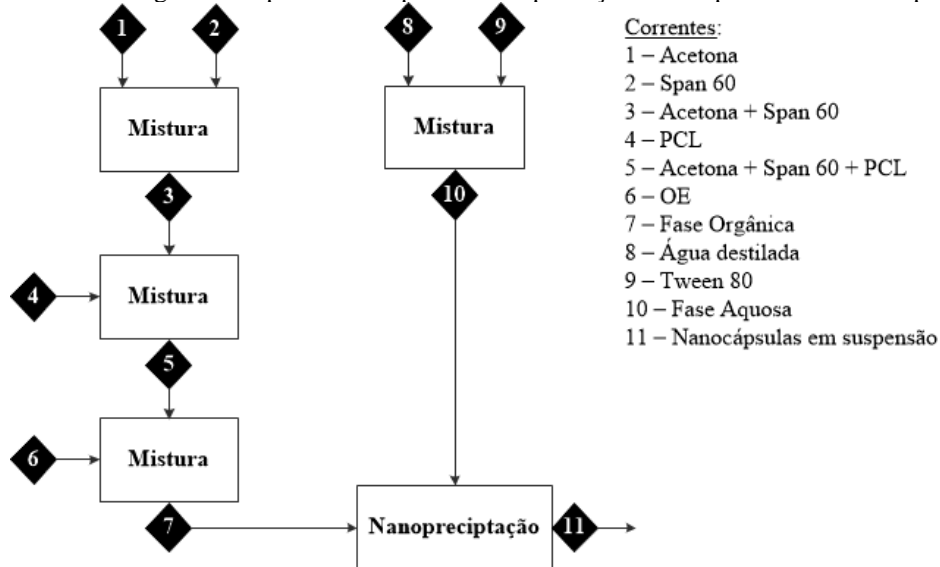 1
2
8
9
Mistura
Mistura
3
10
4
Mistura
5
6
Mistura
7
Nanopreciptação
11
Correntes:
1 – Acetona
2 – Span 60
3 – Acetona + Span 60
4 – PCL
5 – Acetona + Span 60 + PCL
6 – OE
7 – Fase Orgânica
8 – Água destilada
9 – Tween 80
10 – Fase Aquosa
11 – Nanocápsulas em suspensão